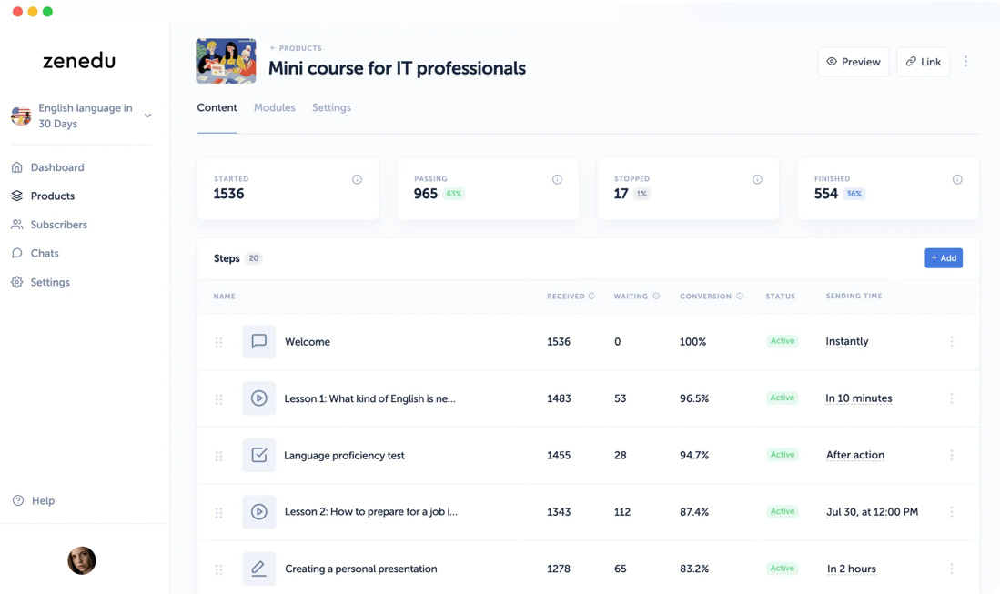 zenedu
English language in
30 Days
Dashboard
Products
Subscribers
Chats
Settings
Help
← PRODUCTS
Mini course for IT professionals
Preview
Link
Content Modules Settings
STARTED
1536
PASSING
965 63%
STOPPED
17 1%
FINISHED
554 36%
Steps 20
+ Add
NAME RECEIVED WAITING CONVERSION STATUS SENDING TIME
Welcome 1536 0 100% Active Instantly
Lesson 1: What kind of English is ne... 1483 53 96.5% Active In 10 minutes
Language proficiency test 1455 28 94.7% Active After action
Lesson 2: How to prepare for a job i... 1343 112 87.4% Active Jul 30, at 12:00 PM
Creating a personal presentation 1278 65 83.2% Active In 2 hours